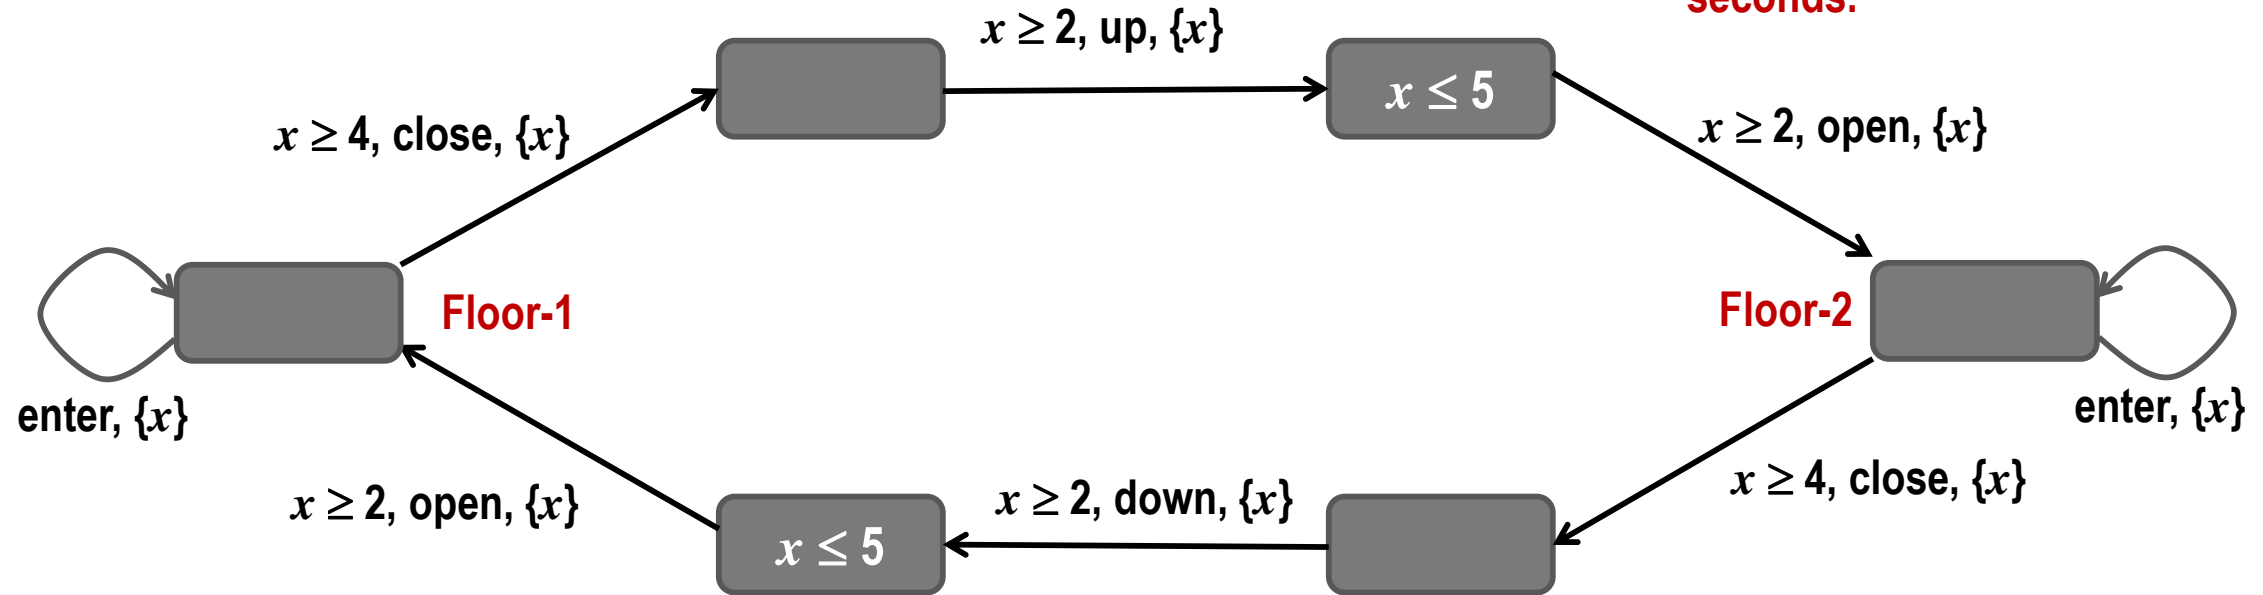 seconds.
x ≥ 2, up, {x}
x ≤ 5
x ≥ 4, close, {x}
x ≥ 2, open, {x}
Floor-1
Floor-2
enter, {x}
enter, {x}
x ≥ 2, open, {x}
x ≥ 2, down, {x}
x ≥ 4, close, {x}
x ≤ 5